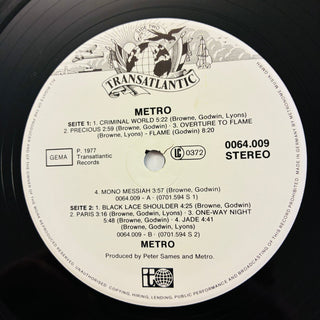 TRANSATLANTIC
METRO
SEITE 1: 1. CRIMINAL WORLD 5:22 (Browne, Godwin, Lyons)
2. PRECIOUS 2:59 (Browne, Godwin) · 3. OVERTURE TO FLAME
(Browne, Godwin) - FLAME (Godwin) 8:20
GEMA
P. 1977
Transatlantic
Records
LC 0372
0064.009
STEREO
4. MONO MESSIAH 3:57 (Browne, Godwin)
0064.009 - A · (0701.594 S 1)
SEITE 2: 1. BLACK LACE SHOULDER 4:25 (Browne, Godwin)
2. PARIS 3:16 (Browne, Godwin, Lyons) · 3. ONE-WAY NIGHT
5:48 (Browne, Godwin) · 4. JADE 4:41
(Browne, Godwin, Lyons)
0064.009 - B · (0701.594 S 2)
METRO
Produced by Peter Sames and Metro.